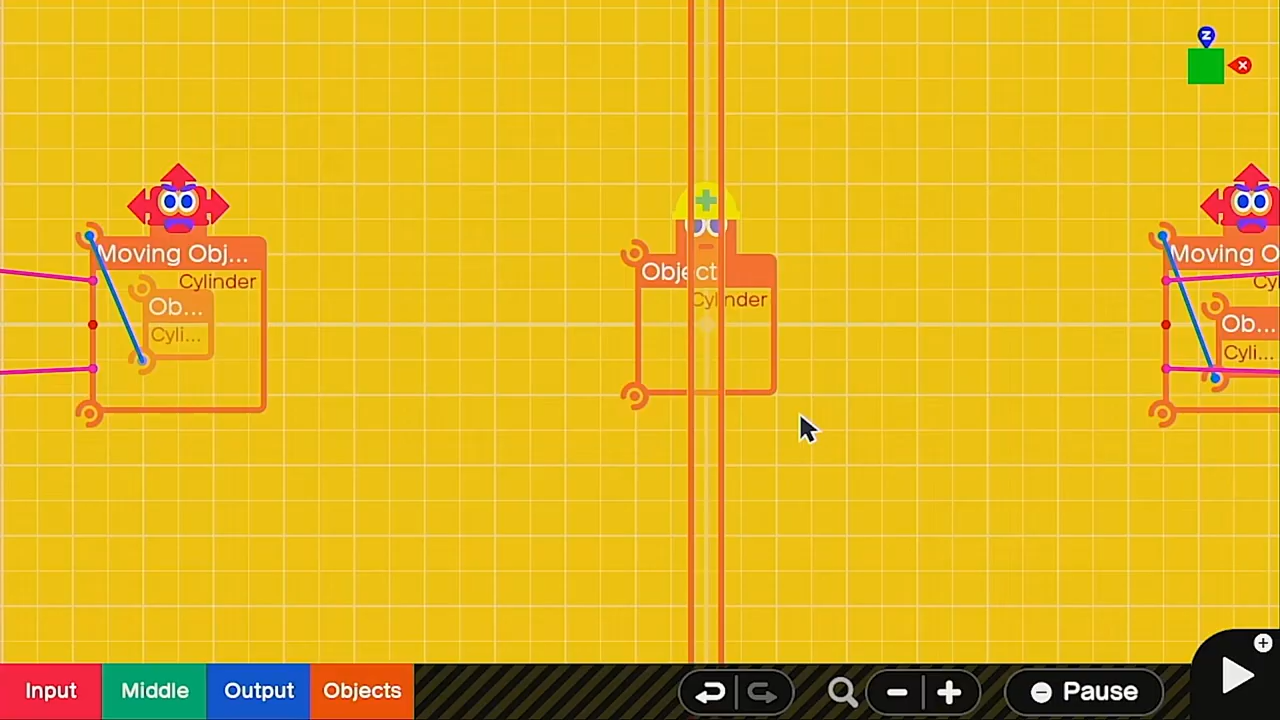 Z
X
Moving Obj...
Cylinder
Ob...
Cyli...
Object
Cylinder
Moving O
Cy
Ob...
Cyli...
Input
Middle
Output
Objects
Pause